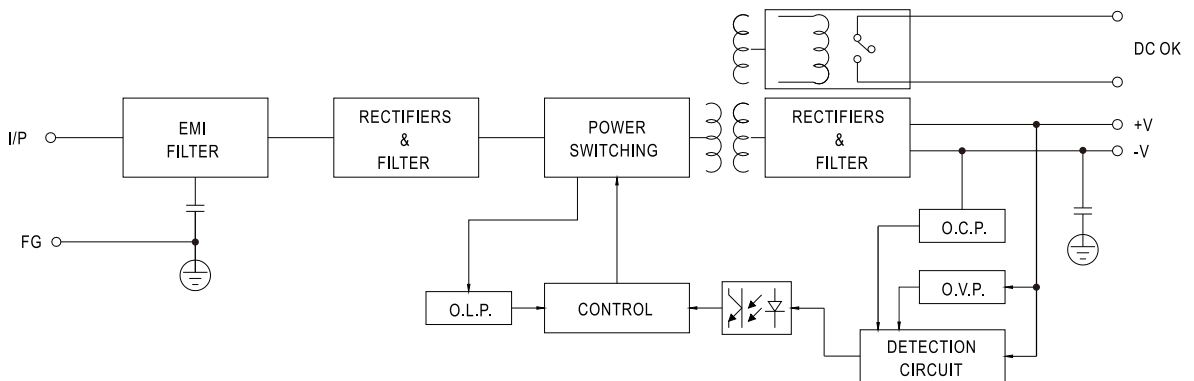 DC OK
I/P
EMI
FILTER
RECTIFIERS
&
FILTER
POWER
SWITCHING
RECTIFIERS
&
FILTER
+V
-V
FG
O.C.P.
O.V.P.
O.L.P.
CONTROL
DETECTION
CIRCUIT